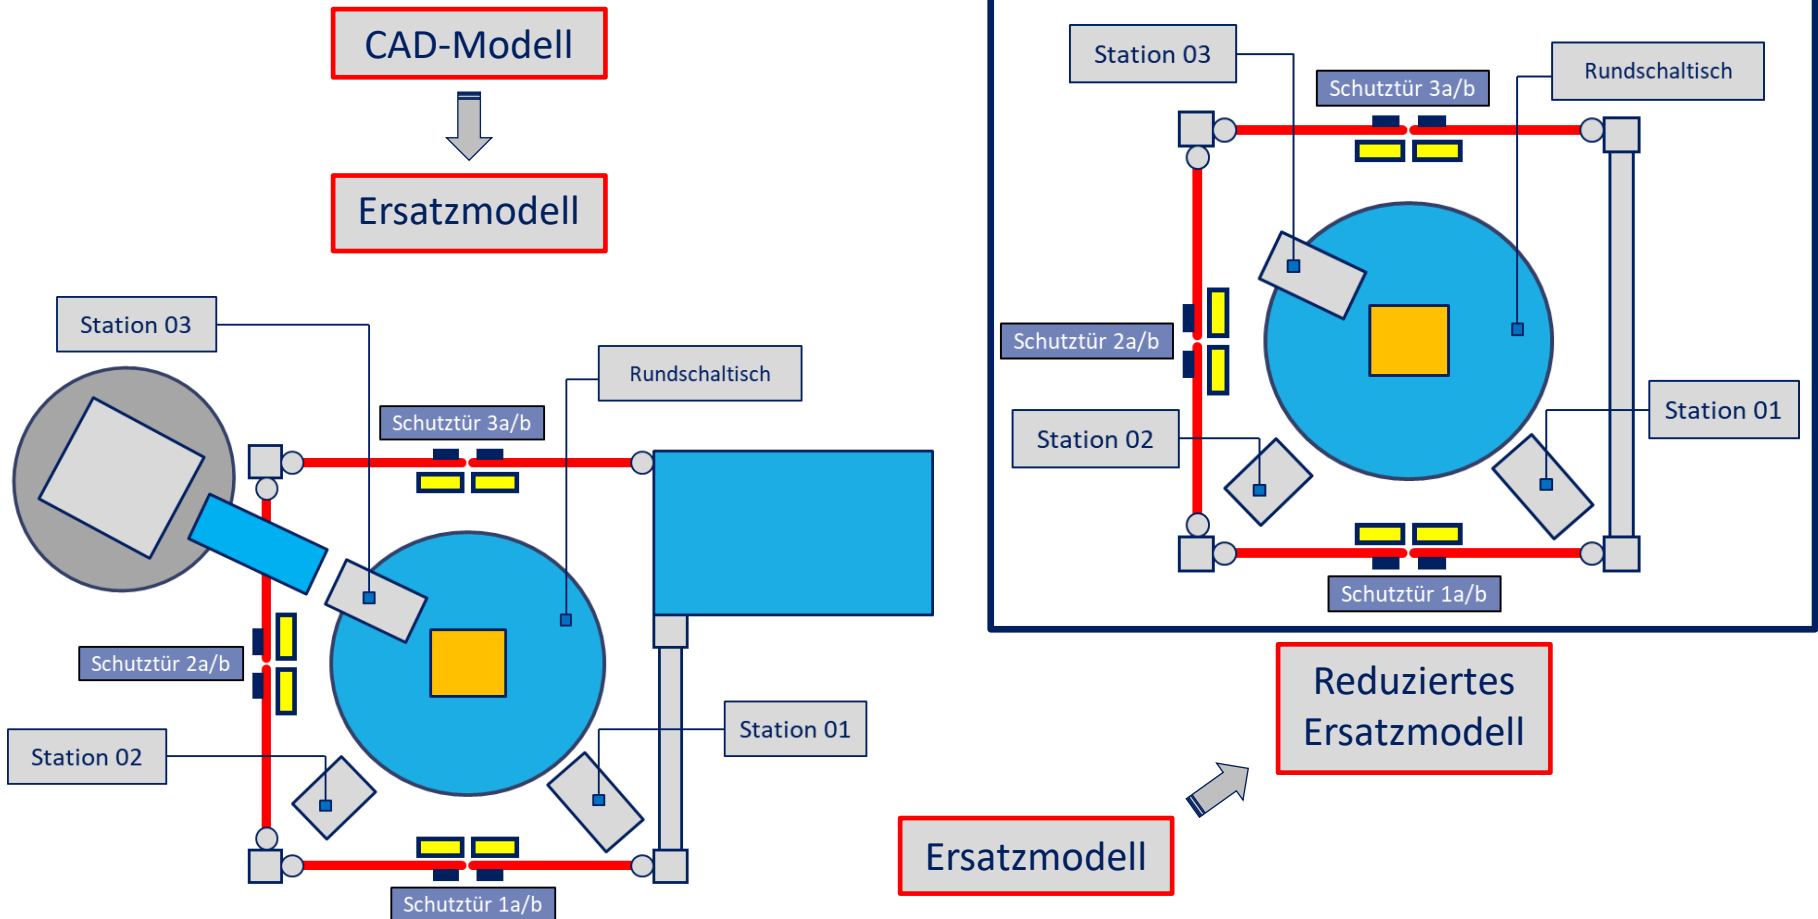 CAD-Modell
Ersatzmodell
Station 03
Rundschaltisch
Schutztür 3a/b
Schutztür 2a/b
Station 02
Station 01
Schutztür 1a/b
Station 03
Rundschaltisch
Schutztür 3a/b
Schutztür 2a/b
Station 02
Station 01
Schutztür 1a/b
Reduziertes
Ersatzmodell
Ersatzmodell